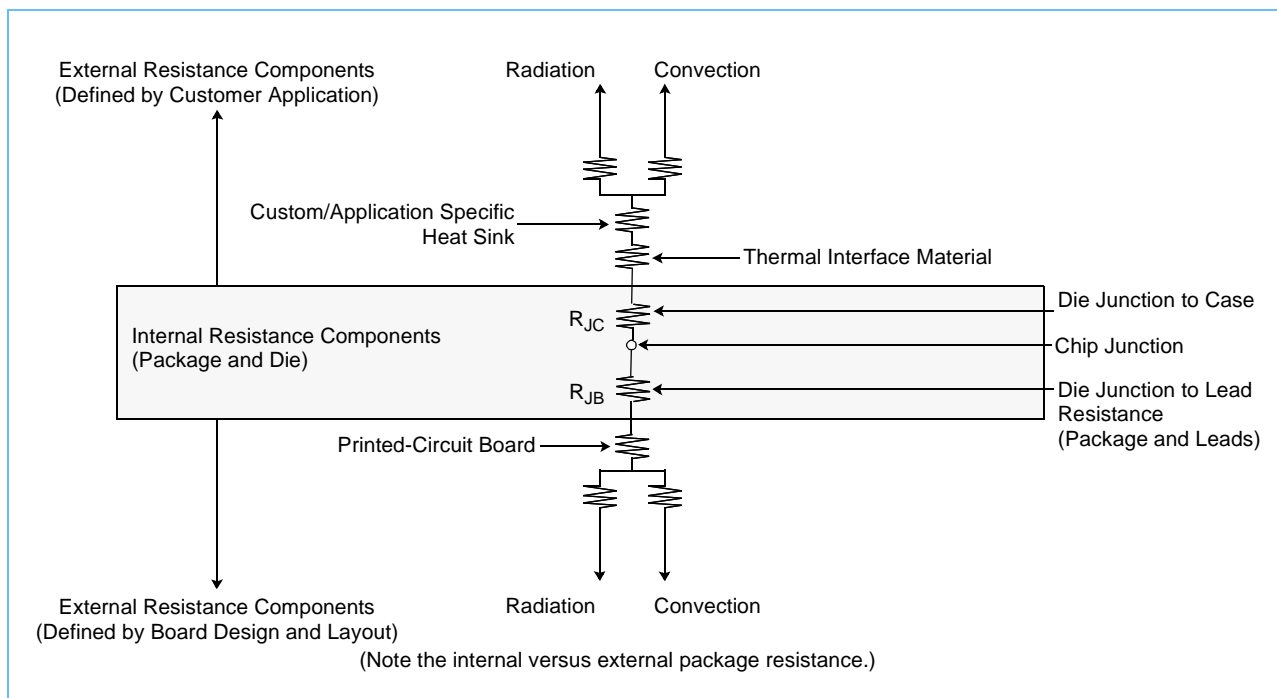 External Resistance Components
(Defined by Customer Application)
Radiation
Convection
Custom/Application Specific
Heat Sink
Thermal Interface Material
Internal Resistance Components
(Package and Die)
RJC
Die Junction to Case
Chip Junction
RJB
Die Junction to Lead
Resistance
(Package and Leads)
Printed-Circuit Board
External Resistance Components
(Defined by Board Design and Layout)
Radiation
Convection
(Note the internal versus external package resistance.)